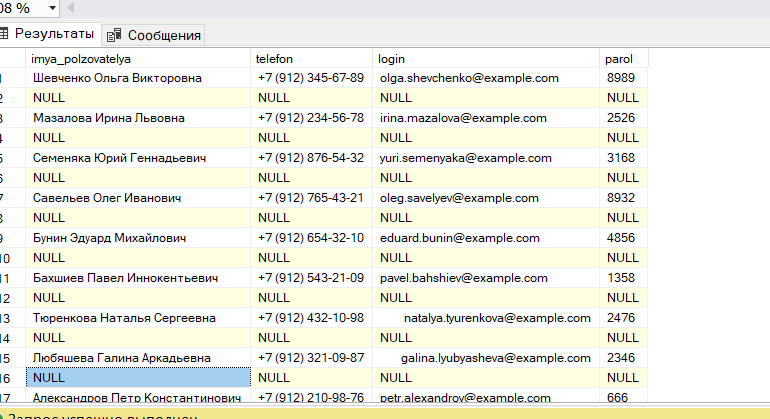 08 %
Результаты Сообщения
imya_polzovatelya telefon login parol
1 Шевченко Ольга Викторовна +7 (912) 345-67-89 olga.shevchenko@example.com 8989
2 NULL NULL NULL NULL
3 Мазалова Ирина Львовна +7 (912) 234-56-78 irina.mazalova@example.com 2526
4 NULL NULL NULL NULL
5 Семеняка Юрий Геннадьевич +7 (912) 876-54-32 yuri.semenyaka@example.com 3168
6 NULL NULL NULL NULL
7 Савельев Олег Иванович +7 (912) 765-43-21 oleg.savelyev@example.com 8932
8 NULL NULL NULL NULL
9 Бунин Эдуард Михайлович +7 (912) 654-32-10 eduard.bunin@example.com 4856
10 NULL NULL NULL NULL
11 Бахшиев Павел Иннокентьевич +7 (912) 543-21-09 pavel.bahshiev@example.com 1358
12 NULL NULL NULL NULL
13 Тюренкова Наталья Сергеевна +7 (912) 432-10-98 natalya.tyurenkova@example.com 2476
14 NULL NULL NULL NULL
15 Любяшева Галина Аркадьевна +7 (912) 321-09-87 galina.lyubyasheva@example.com 2346
16 NULL NULL NULL NULL
17 Александров Петр Константинович +7 (912) 210-98-76 petr.alexandrov@example.com 666
Запрос успешно выполнен